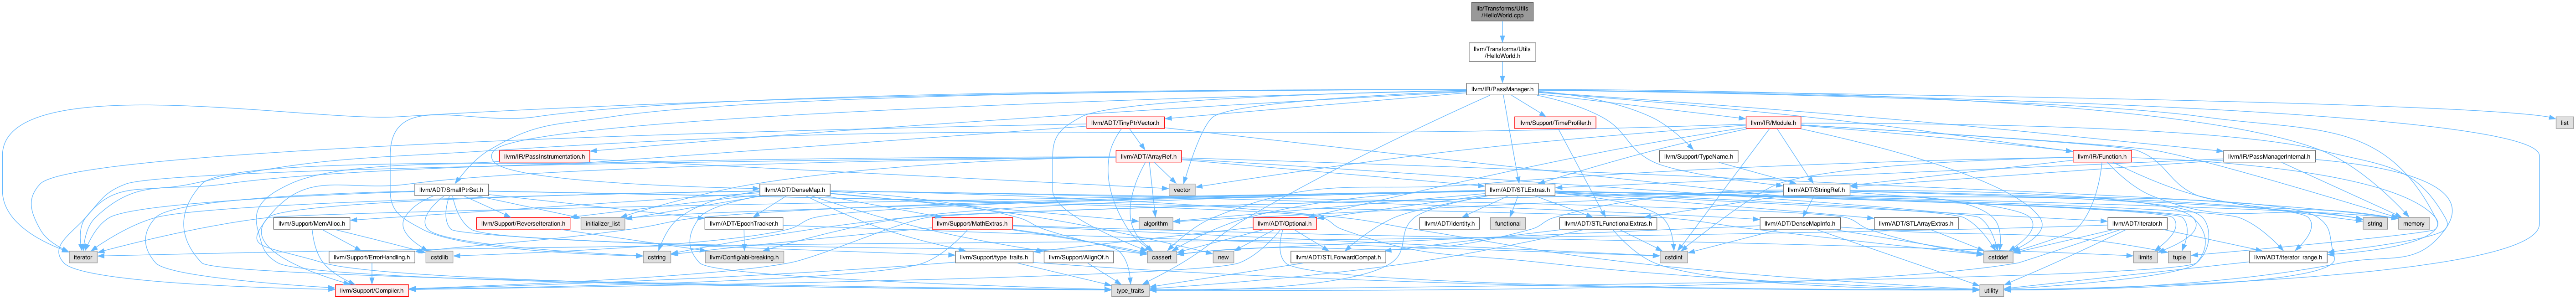 lib/Transforms/Utils
/HelloWorld.cpp
llvm/Transforms/Utils
/HelloWorld.h
llvm/IR/PassManager.h
llvm/ADT/TinyPtrVector.h
llvm/Support/TimeProfiler.h
llvm/IR/Module.h
list
llvm/IR/PassInstrumentation.h
llvm/ADT/ArrayRef.h
llvm/Support/TypeName.h
llvm/IR/Function.h
llvm/IR/PassManagerInternal.h
llvm/ADT/SmallPtrSet.h
llvm/ADT/DenseMap.h
vector
llvm/ADT/STLExtras.h
llvm/ADT/StringRef.h
llvm/Support/MemAlloc.h
llvm/Support/ReverseIteration.h
initializer_list
llvm/ADT/EpochTracker.h
llvm/Support/MathExtras.h
algorithm
llvm/ADT/Optional.h
llvm/ADT/identity.h
functional
llvm/ADT/STLFunctionalExtras.h
llvm/ADT/DenseMapInfo.h
llvm/ADT/STLArrayExtras.h
llvm/ADT/iterator.h
string
memory
iterator
llvm/Support/ErrorHandling.h
cstdlib
cstring
llvm/Config/abi-breaking.h
llvm/Support/type_traits.h
llvm/Support/AlignOf.h
cassert
new
llvm/ADT/STLForwardCompat.h
cstdint
cstddef
limits
tuple
llvm/ADT/iterator_range.h
llvm/Support/Compiler.h
type_traits
utility